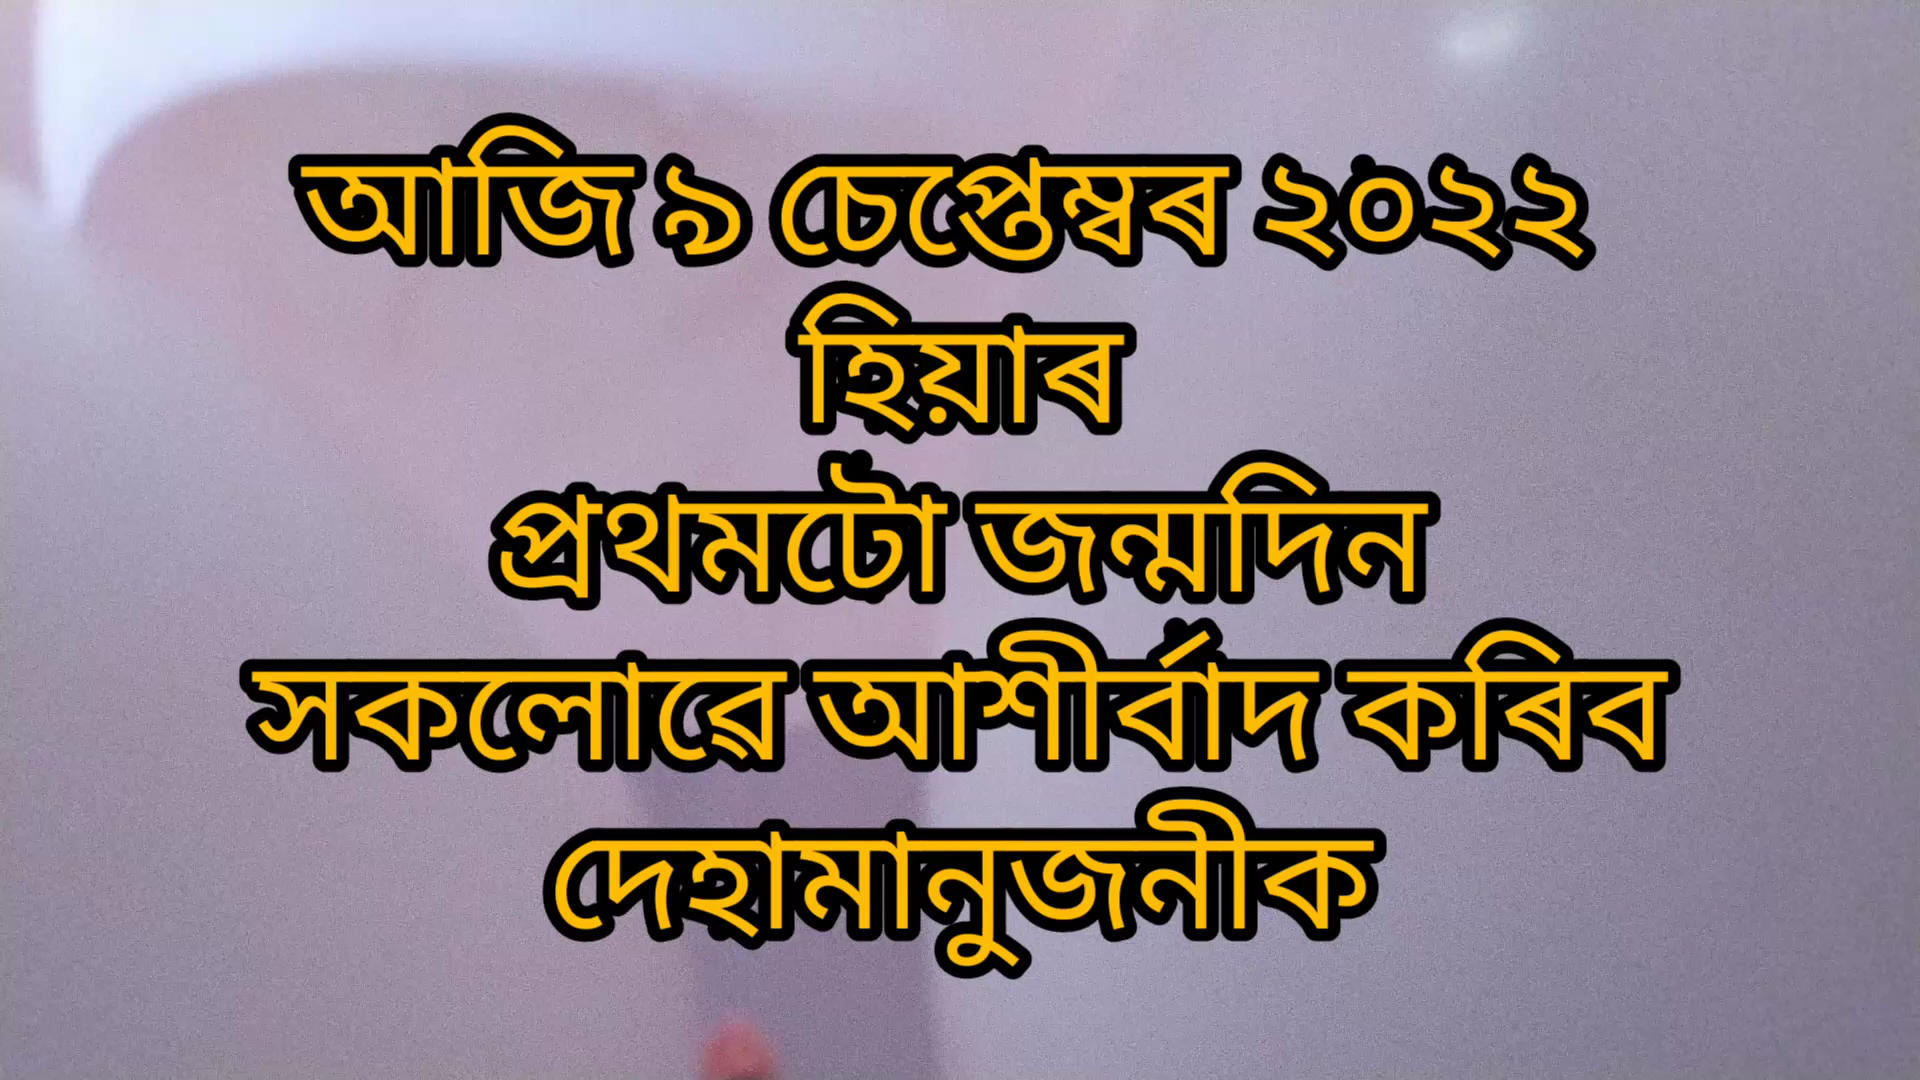 আজি ৯ চেপ্তেম্বৰ ২০২২
হিয়াৰ
প্ৰথমটো জন্মদিন
সকলোৱে আশীৰ্বাদ কৰিব
দেহামানুজনীক